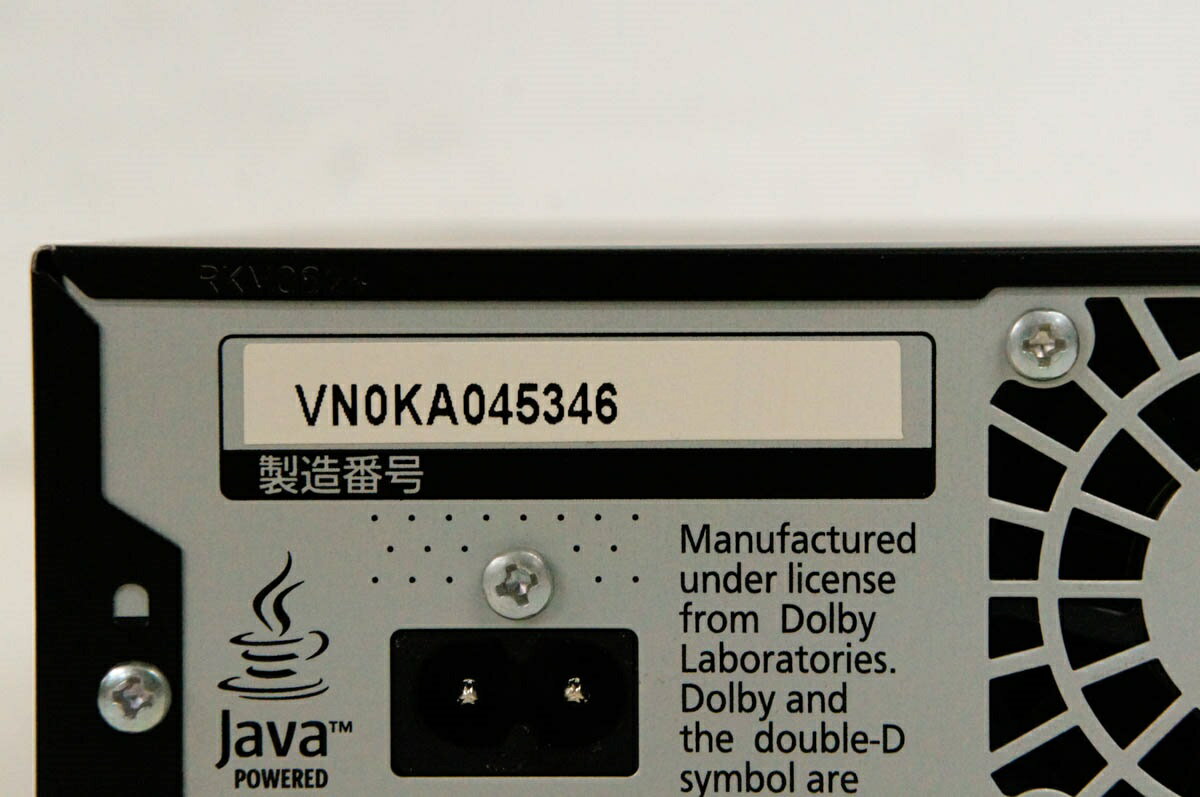 VN0KA045346
製造番号
Manufactured
under license
from Dolby
Laboratories.
Dolby and
the double-D
symbol are
Java™
POWERED